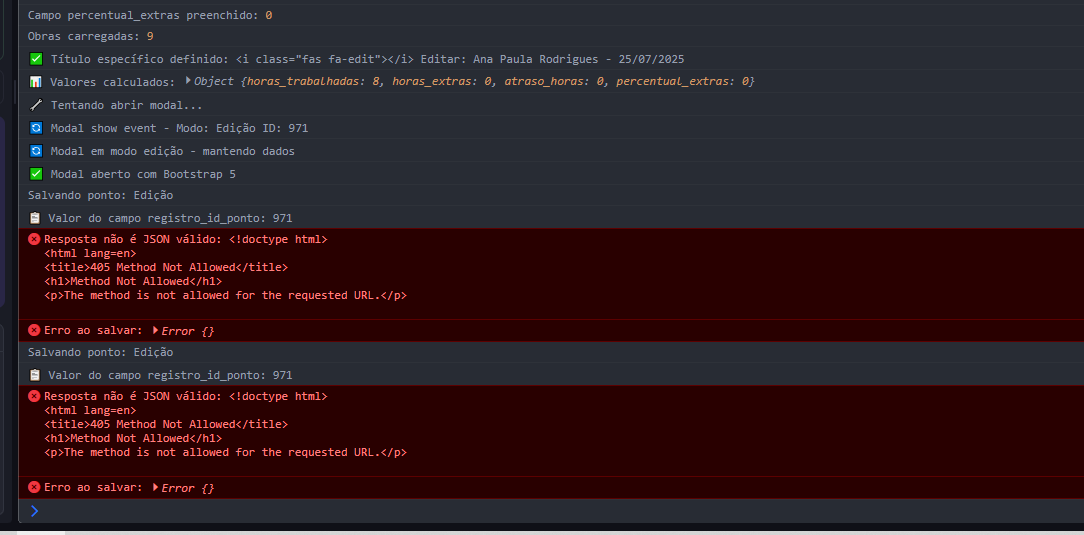 Campo percentual_extras preenchido: 0
Obras carregadas: 9
✅ Título específico definido: <i class="fas fa-edit"></i> Editar: Ana Paula Rodrigues - 25/07/2025
📊 Valores calculados: ▶Object {horas_trabalhadas: 8, horas_extras: 0, atraso_horas: 0, percentual_extras: 0}
🔧 Tentando abrir modal...
🔄 Modal show event - Modo: Edição ID: 971
🔄 Modal em modo edição - mantendo dados
✅ Modal aberto com Bootstrap 5
Salvando ponto: Edição
📋 Valor do campo registro_id_ponto: 971
Resposta não é JSON válido: <!doctype html>
<html lang=en>
<title>405 Method Not Allowed</title>
<h1>Method Not Allowed</h1>
<p>The method is not allowed for the requested URL.</p>
Erro ao salvar: ▶Error {}
Salvando ponto: Edição
📋 Valor do campo registro_id_ponto: 971
Resposta não é JSON válido: <!doctype html>
<html lang=en>
<title>405 Method Not Allowed</title>
<h1>Method Not Allowed</h1>
<p>The method is not allowed for the requested URL.</p>
Erro ao salvar: ▶Error {}